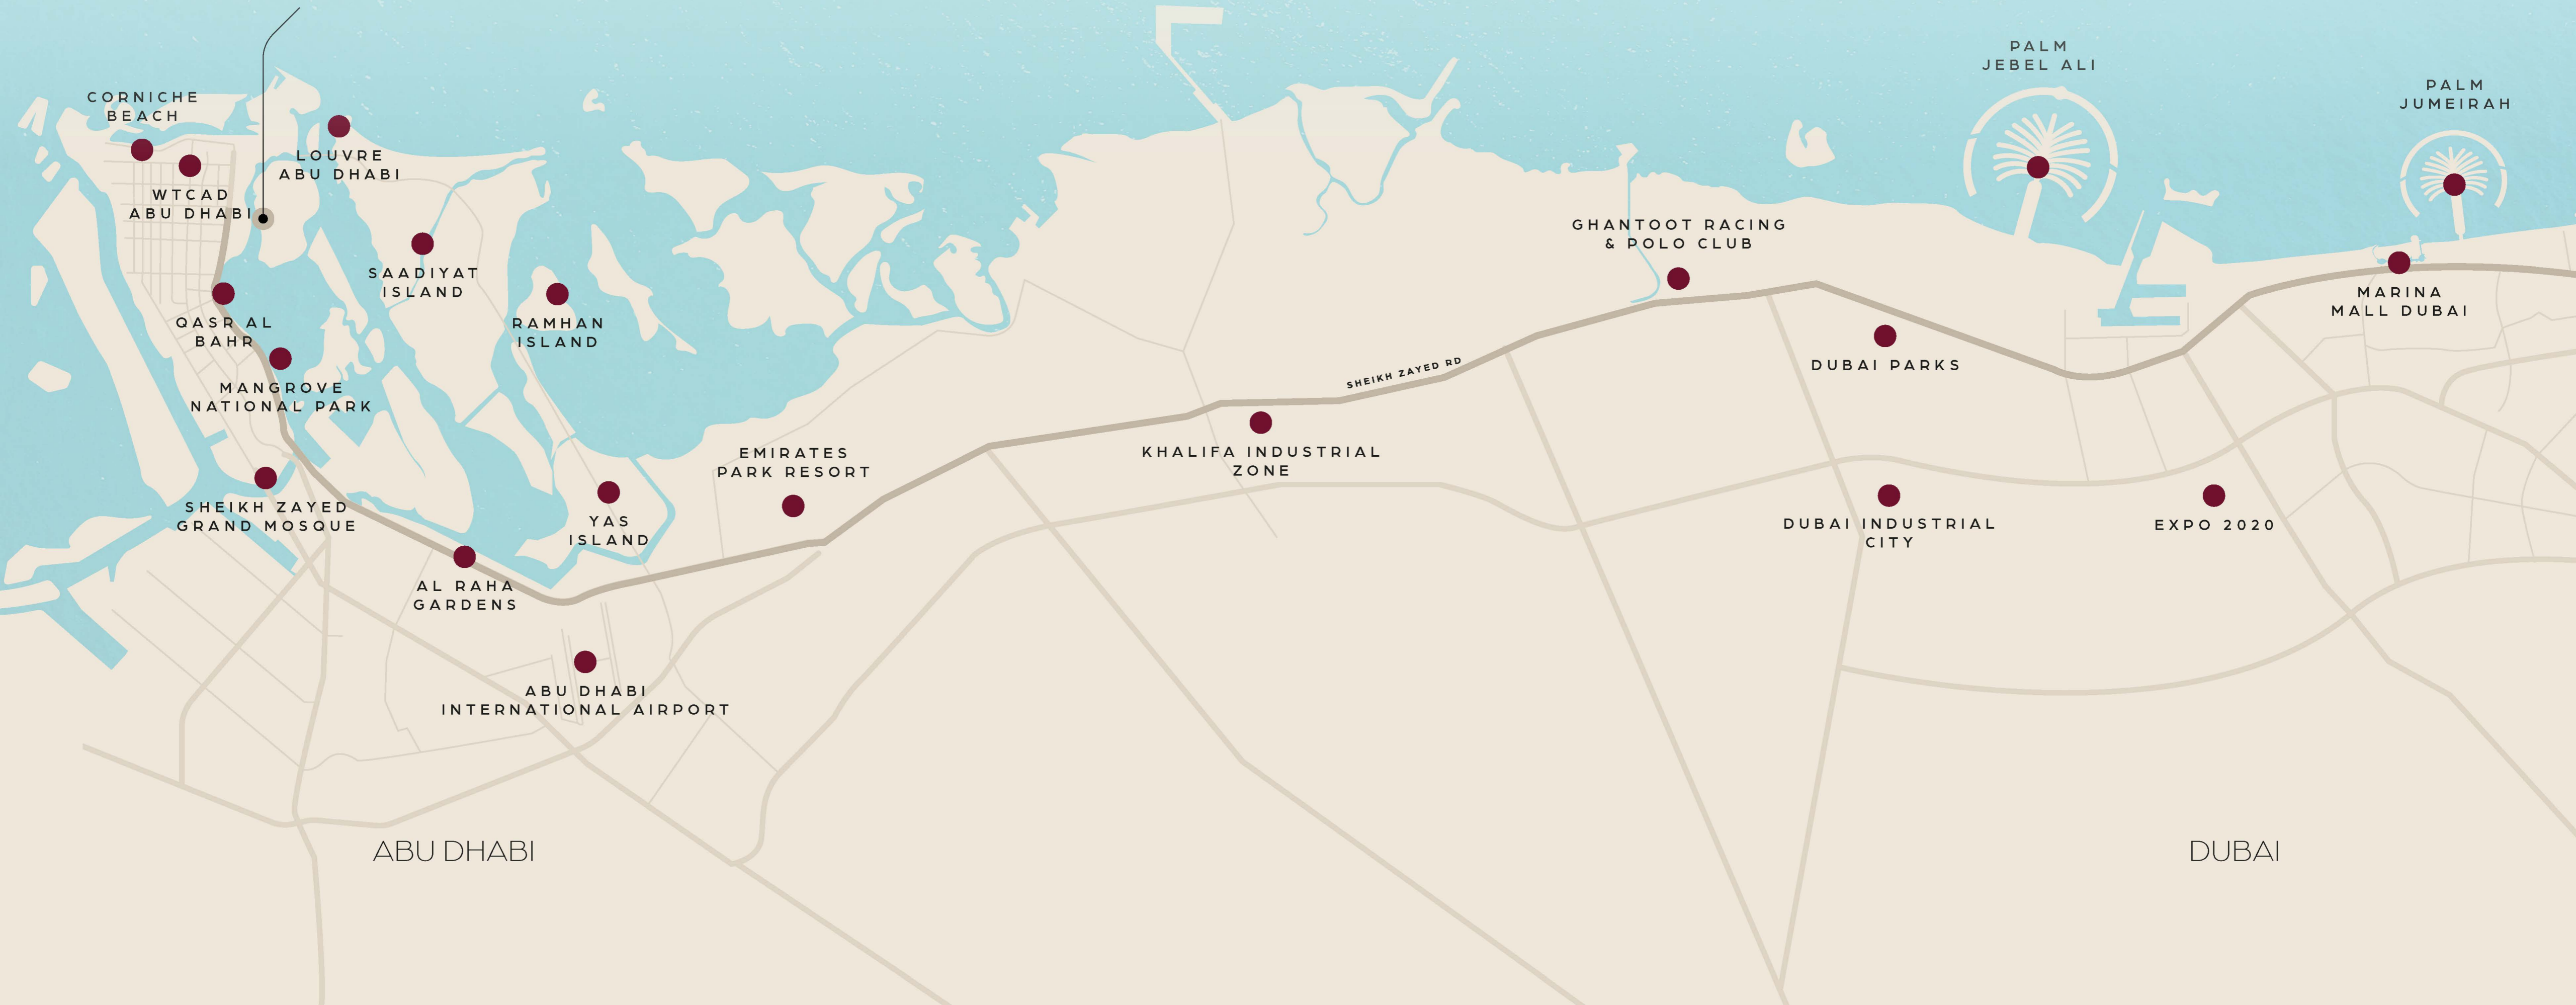 PALM
JEBEL ALI
PALM
JUMEIRAH
CORNICHE
BEACH
LOUVRE
ABU DHABI
WTCAD
ABU DHABI
SAADIYAT
ISLAND
GHANTOOT RACING
& POLO CLUB
MARINA
MALL DUBAI
QASR AL
BAHR
RAMHAN
ISLAND
SHEIKH ZAYED RD
DUBAI PARKS
MANGROVE
NATIONAL PARK
EMIRATES
PARK RESORT
KHALIFA INDUSTRIAL
ZONE
SHEIKH ZAYED
GRAND MOSQUE
YAS
ISLAND
DUBAI INDUSTRIAL
CITY
EXPO 2020
AL RAHA
GARDENS
ABU DHABI
INTERNATIONAL AIRPORT
ABU DHABI
DUBAI